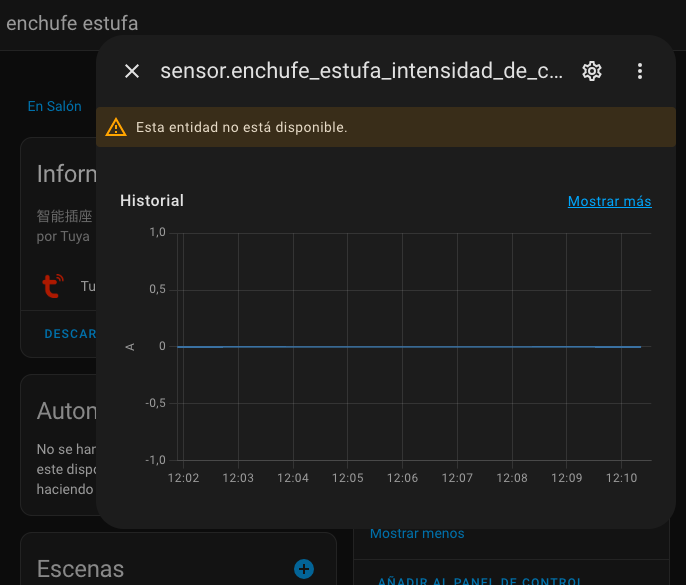 enchufe estufa
sensor.enchufe_estufa_intensidad_de_c...
Esta entidad no está disponible.
En Salón
Historial
Mostrar más
1,0
0,5
A
0
-0,5
-1,0
12:02 12:03 12:04 12:05 12:06 12:07 12:08 12:09 12:10
Inforn
智能插座
por Tuya
Tu
DESCAR
Auton
No se har
este dispo
haciendo
Mostrar menos
Escenas
AÑADIR AL PANEL DE CONTROL